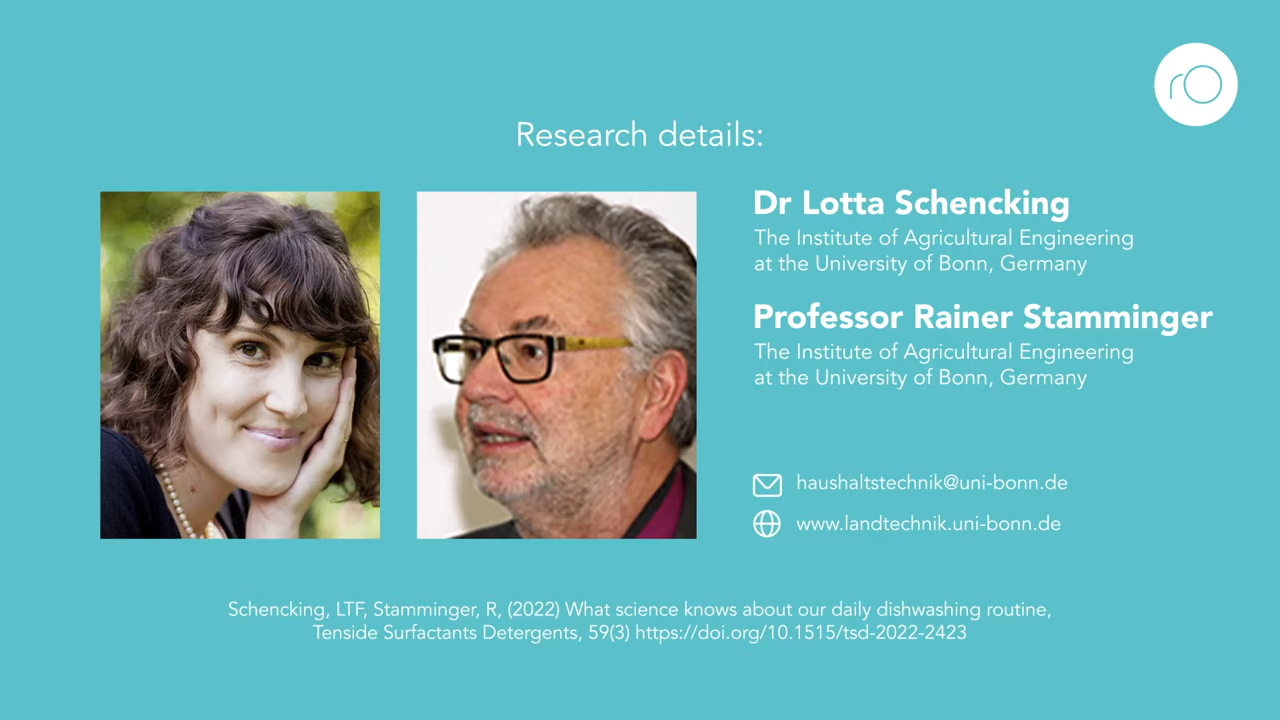 rO
Research details:
Dr Lotta Schencking
The Institute of Agricultural Engineering
at the University of Bonn, Germany
Professor Rainer Stamminger
The Institute of Agricultural Engineering
at the University of Bonn, Germany
haushaltstechnik@uni-bonn.de
www.landtechnik.uni-bonn.de
Schencking, LTF, Stamminger, R, (2022) What science knows about our daily dishwashing routine,
Tenside Surfactants Detergents, 59(3) https://doi.org/10.1515/tsd-2022-2423